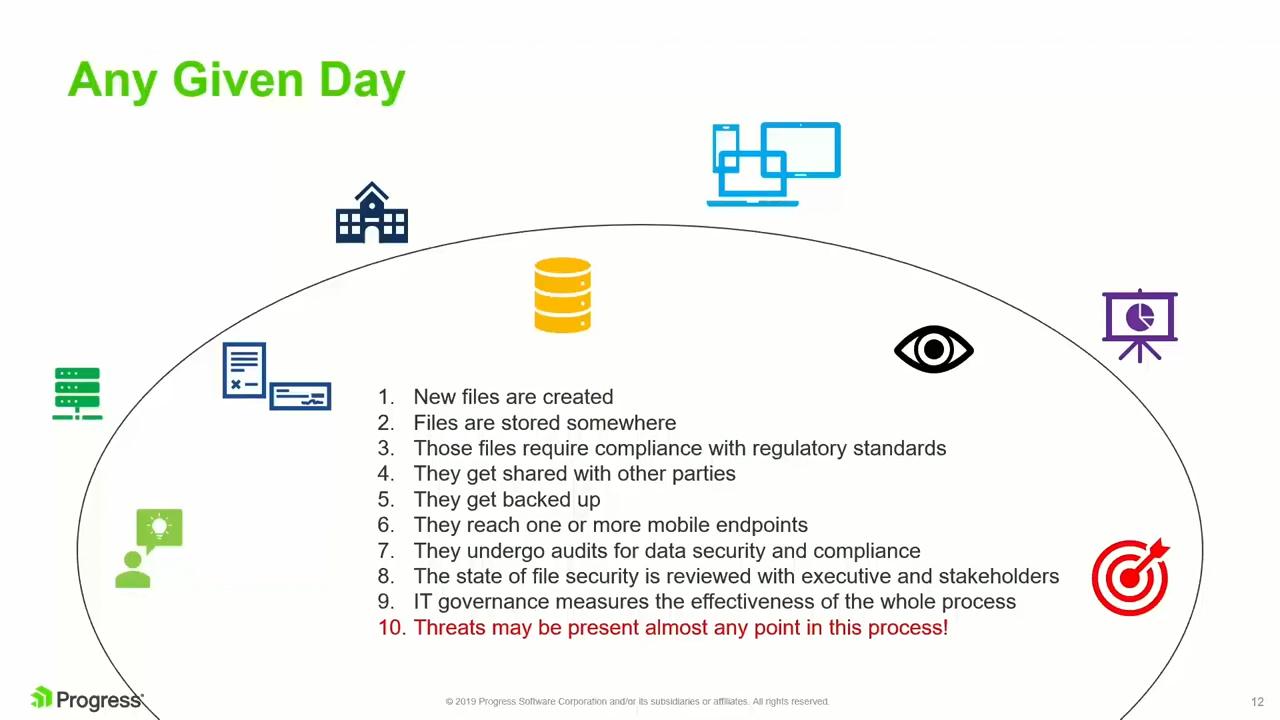 Any Given Day
1. New files are created
2. Files are stored somewhere
3. Those files require compliance with regulatory standards
4. They get shared with other parties
5. They get backed up
6. They reach one or more mobile endpoints
7. They undergo audits for data security and compliance
8. The state of file security is reviewed with executive and stakeholders
9. IT governance measures the effectiveness of the whole process
10. Threats may be present almost any point in this process!
Progress®
© 2019 Progress Software Corporation and/or its subsidiaries or affiliates. All rights reserved.
12